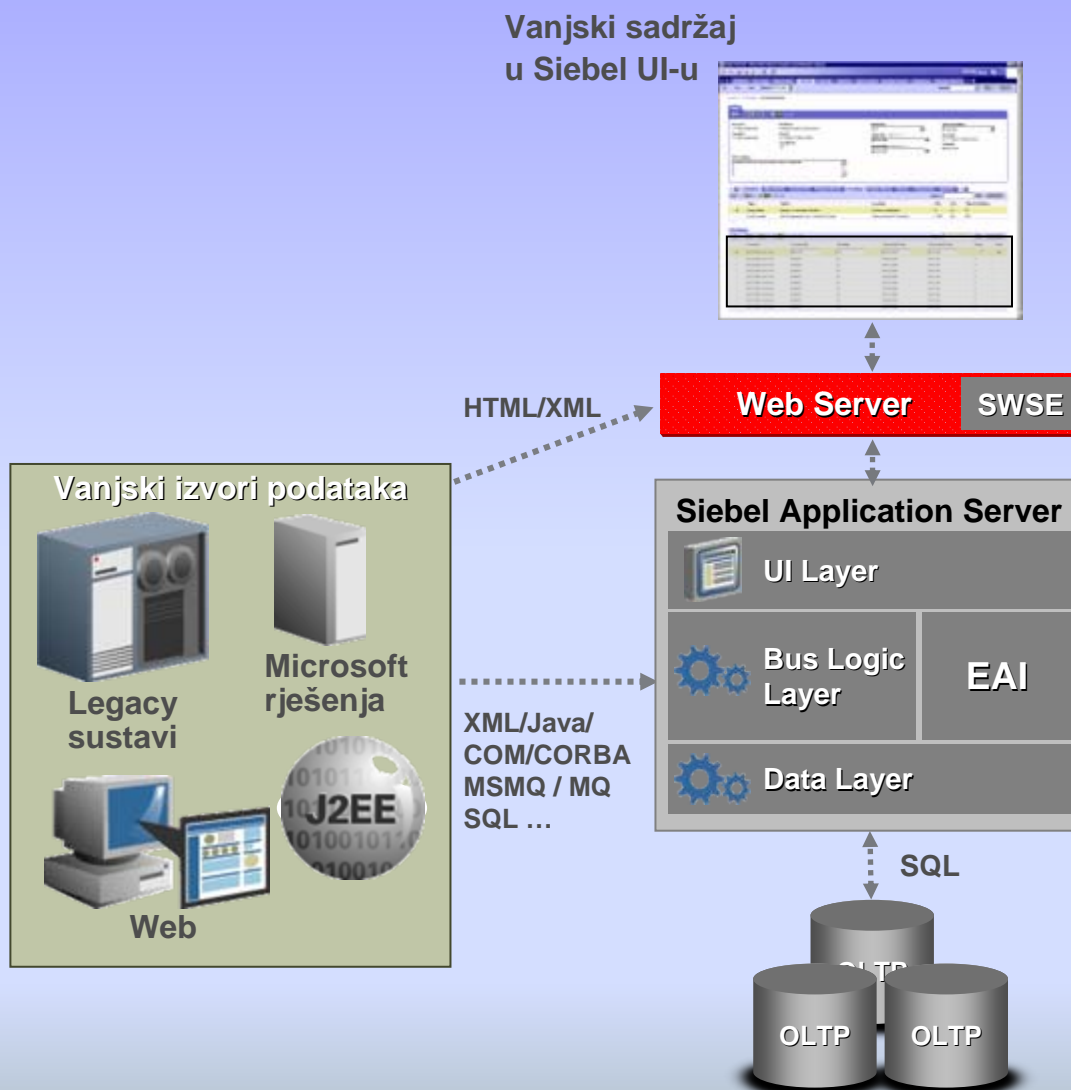 Vanjski sadržaj
u Siebel UI-u
HTML/XML
Web Server
SWSE
Vanjski izvori podataka
Legacy
sustavi
Microsoft
rješenja
Web
J2EE
XML/Java/
COM/CORBA
MSMQ / MQ
SQL …
Siebel Application Server
UI Layer
Bus Logic
Layer
EAI
Data Layer
SQL
OLTP
OLTP
OLTP